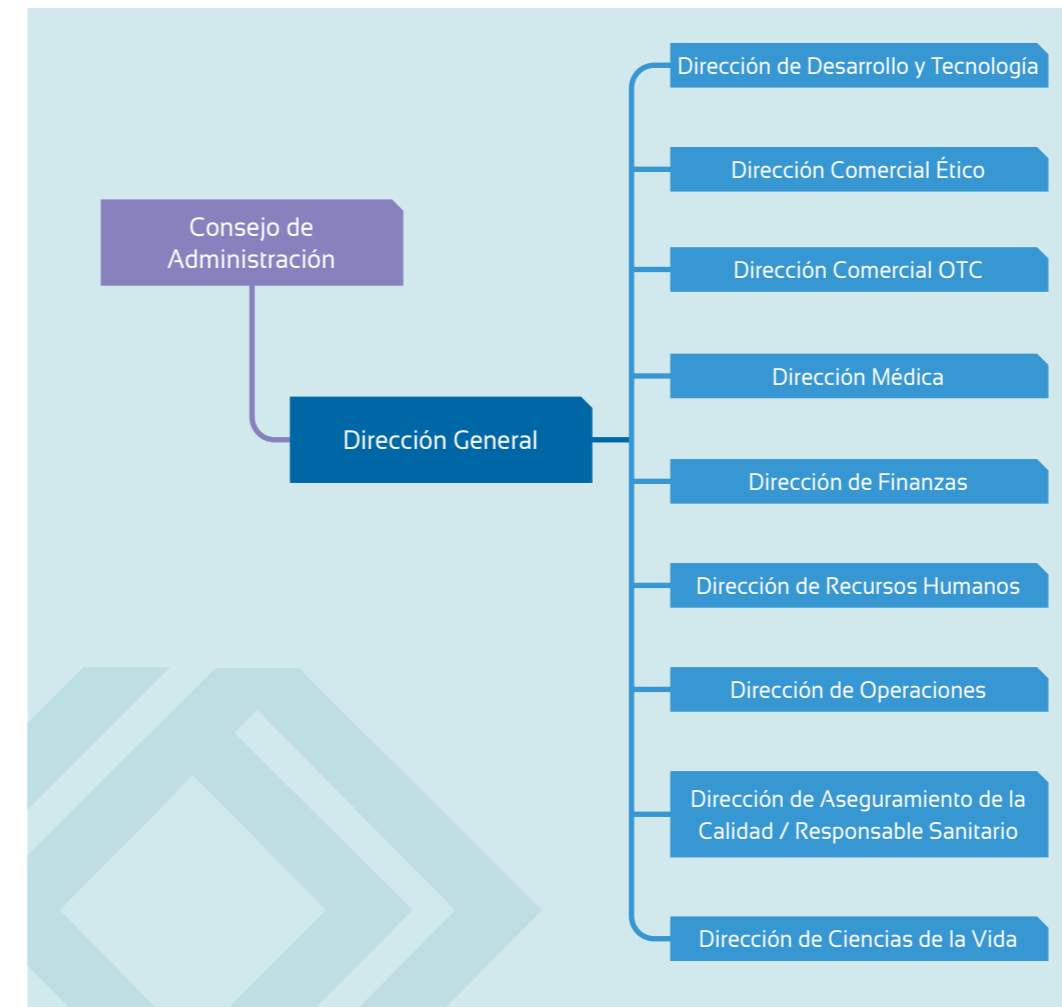 Consejo de
Administración
Dirección General
Dirección de Desarrollo y Tecnología
Dirección Comercial Ético
Dirección Comercial OTC
Dirección Médica
Dirección de Finanzas
Dirección de Recursos Humanos
Dirección de Operaciones
Dirección de Aseguramiento de la
Calidad / Responsable Sanitario
Dirección de Ciencias de la Vida